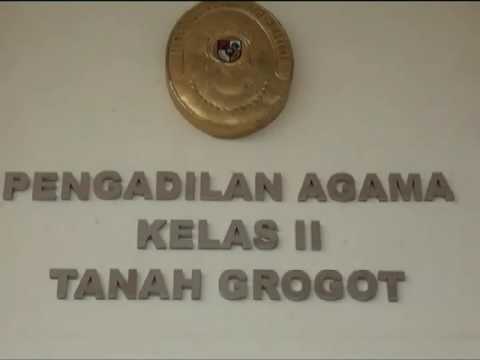 PENGADILAN AGAMA
KELAS II
TANAH GROGOT